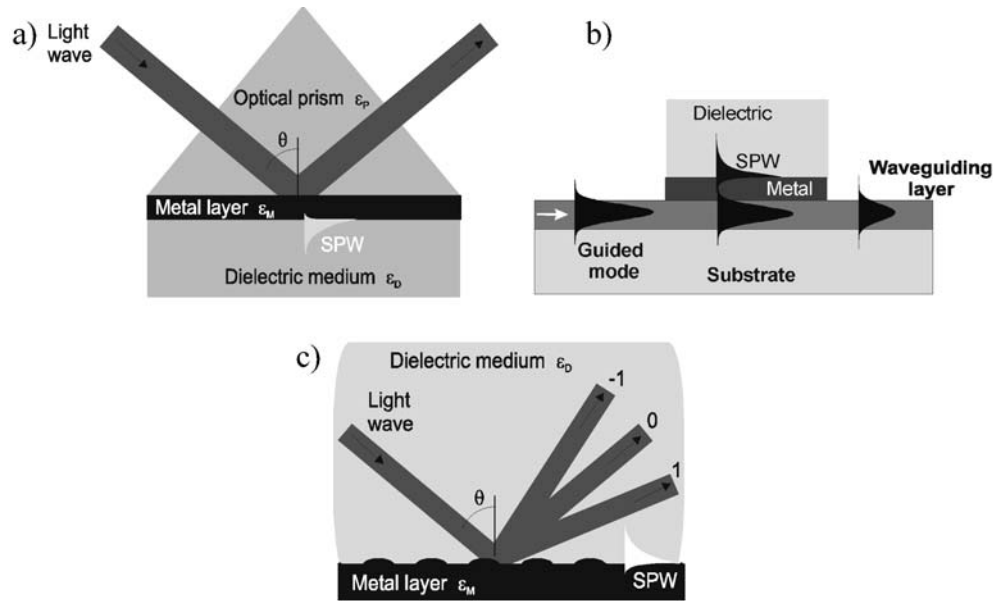 a)
Light
wave
Optical prism εP
θ
Metal layer εM
SPW
Dielectric medium εD
b)
Dielectric
SPW
Metal
Waveguiding
layer
Guided
mode
Substrate
c)
Dielectric medium εD
Light
wave
θ
-1
0
1
Metal layer εM
SPW